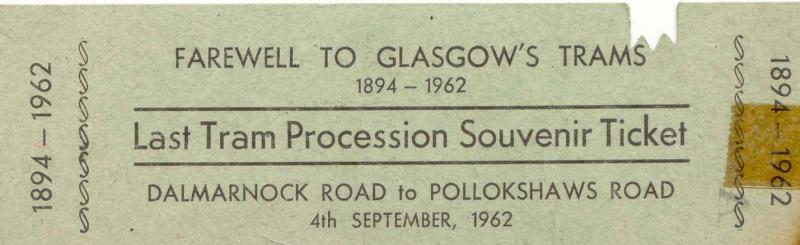 1894 – 1962
FAREWELL TO GLASGOW'S TRAMS
1894 – 1962
Last Tram Procession Souvenir Ticket
DALMARNOCK ROAD to POLLOKSHAWS ROAD
4th SEPTEMBER, 1962
1894 – 1962